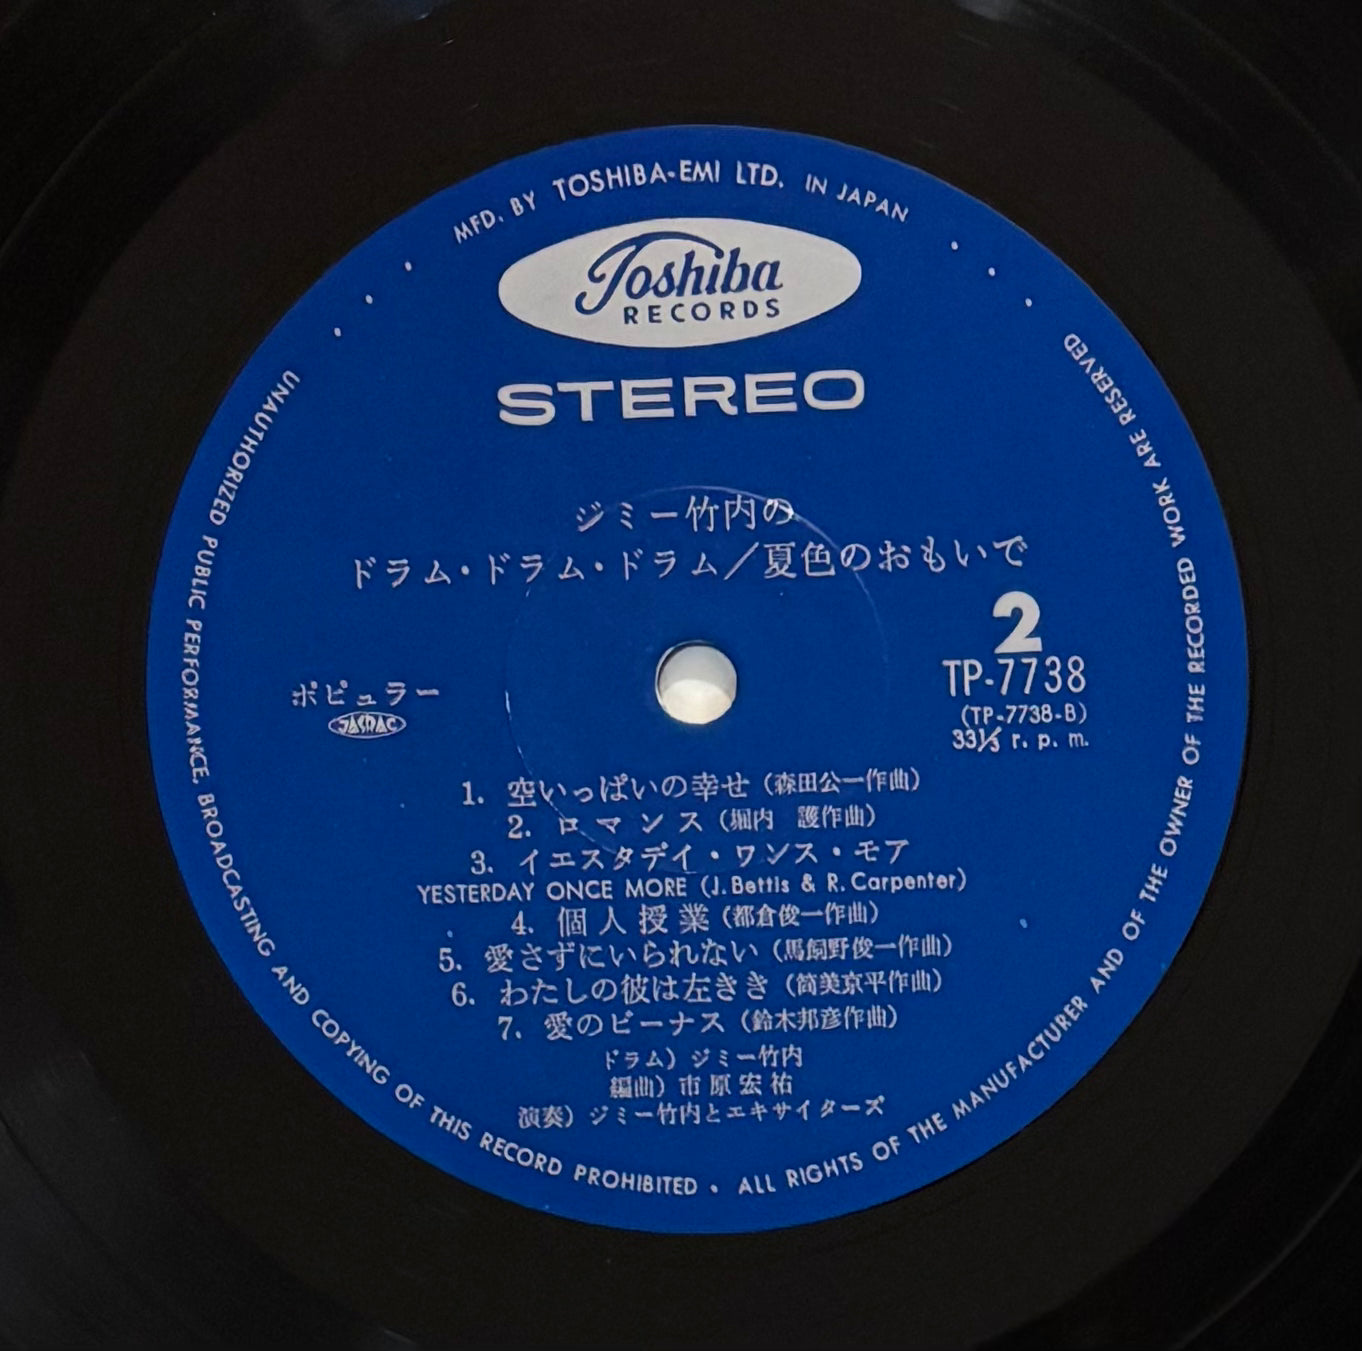 MFD. BY TOSHIBA-EMI LTD. IN JAPAN
Toshiba
RECORDS
STEREO
ジミー竹内の
ドラム・ドラム・ドラム／夏色のおもいで
2
TP-7738
(TP-7738-B)
33⅓ r. p. m.
ポピュラー
JASRAC
1. 空いっぱいの幸せ（森田公一作曲）
2. ロマンス（堀内 護作曲）
3. イエスタデイ・ワンス・モア
YESTERDAY ONCE MORE (J. Bettis & R. Carpenter)
4. 個人授業（都倉俊一作曲）
5. 愛さずにいられない（馬飼野俊一作曲）
6. わたしの彼は左きき（筒美京平作曲）
7. 愛のビーナス（鈴木邦彦作曲）
ドラム）ジミー竹内
編曲）市原宏祐
演奏）ジミー竹内とエキサイターズ
UNAUTHORIZED PUBLIC PERFORMANCE, BROADCASTING AND COPYING OF THIS RECORD PROHIBITED • ALL RIGHTS OF THE MANUFACTURER AND OF THE OWNER OF THE RECORDED WORK ARE RESERVED